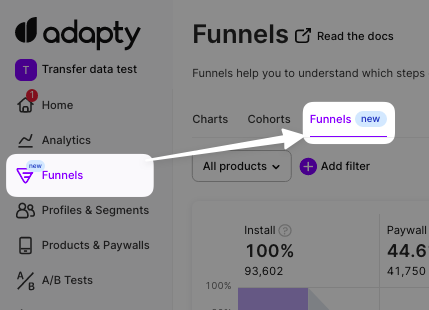 adapty
T Transfer data test
1
Home
Analytics
new
Funnels
Profiles & Segments
Products & Paywalls
A/B Tests
Funnels Read the docs
Funnels help you to understand which steps
Charts Cohorts Funnels new
All products Add filter
Install ?
100%
93,602
Paywall
44.6
41,750
100%